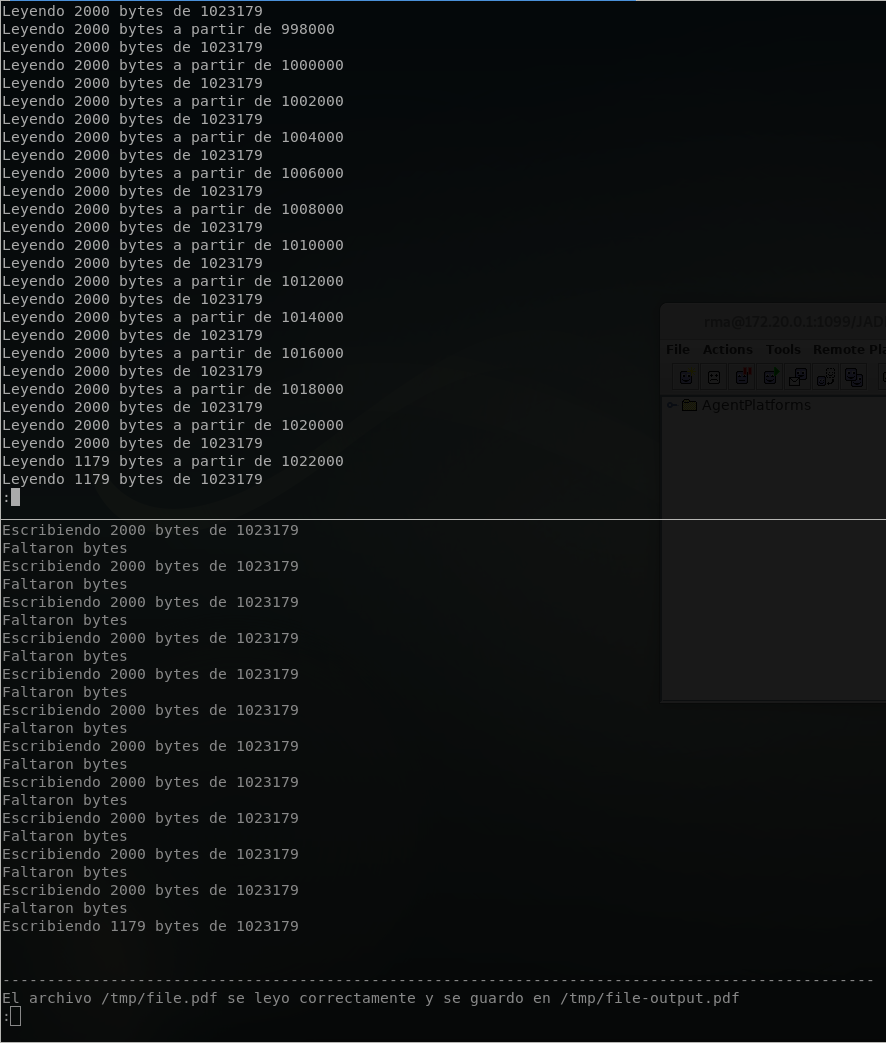 Leyendo 2000 bytes de 1023179
Leyendo 2000 bytes a partir de 998000
Leyendo 2000 bytes de 1023179
Leyendo 2000 bytes a partir de 1000000
Leyendo 2000 bytes de 1023179
Leyendo 2000 bytes a partir de 1002000
Leyendo 2000 bytes de 1023179
Leyendo 2000 bytes a partir de 1004000
Leyendo 2000 bytes de 1023179
Leyendo 2000 bytes a partir de 1006000
Leyendo 2000 bytes de 1023179
Leyendo 2000 bytes a partir de 1008000
Leyendo 2000 bytes de 1023179
Leyendo 2000 bytes a partir de 1010000
Leyendo 2000 bytes de 1023179
Leyendo 2000 bytes a partir de 1012000
Leyendo 2000 bytes de 1023179
Leyendo 2000 bytes a partir de 1014000
Leyendo 2000 bytes de 1023179
Leyendo 2000 bytes a partir de 1016000
Leyendo 2000 bytes de 1023179
Leyendo 2000 bytes a partir de 1018000
Leyendo 2000 bytes de 1023179
Leyendo 2000 bytes a partir de 1020000
Leyendo 2000 bytes de 1023179
Leyendo 1179 bytes a partir de 1022000
Leyendo 1179 bytes de 1023179
:
rma@172.20.0.1:1099/JAD
File Actions Tools Remote Pla
AgentPlatforms
Escribiendo 2000 bytes de 1023179
Faltaron bytes
Escribiendo 2000 bytes de 1023179
Faltaron bytes
Escribiendo 2000 bytes de 1023179
Faltaron bytes
Escribiendo 2000 bytes de 1023179
Faltaron bytes
Escribiendo 2000 bytes de 1023179
Faltaron bytes
Escribiendo 2000 bytes de 1023179
Faltaron bytes
Escribiendo 2000 bytes de 1023179
Faltaron bytes
Escribiendo 2000 bytes de 1023179
Faltaron bytes
Escribiendo 2000 bytes de 1023179
Faltaron bytes
Escribiendo 2000 bytes de 1023179
Faltaron bytes
Escribiendo 2000 bytes de 1023179
Faltaron bytes
Escribiendo 1179 bytes de 1023179
-------------------------------------------------------------------------------------------------
El archivo /tmp/file.pdf se leyo correctamente y se guardo en /tmp/file-output.pdf
: